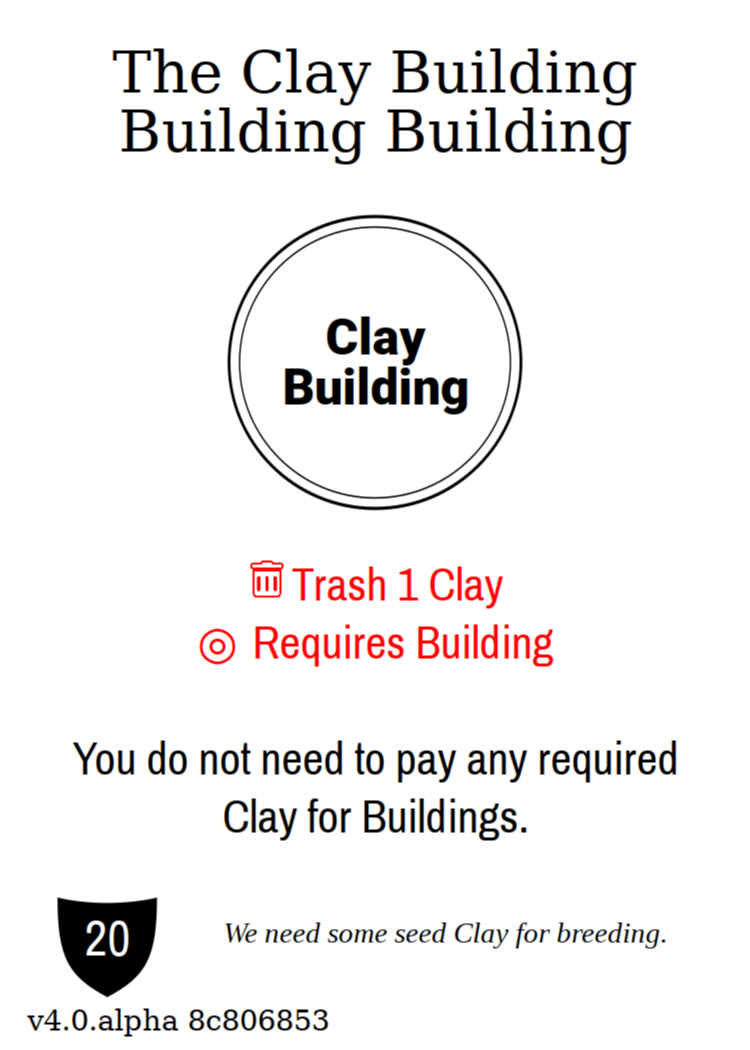 The Clay Building
Building Building
Clay
Building
Trash 1 Clay
Requires Building
You do not need to pay any required
Clay for Buildings.
20
We need some seed Clay for breeding.
v4.0.alpha 8c806853